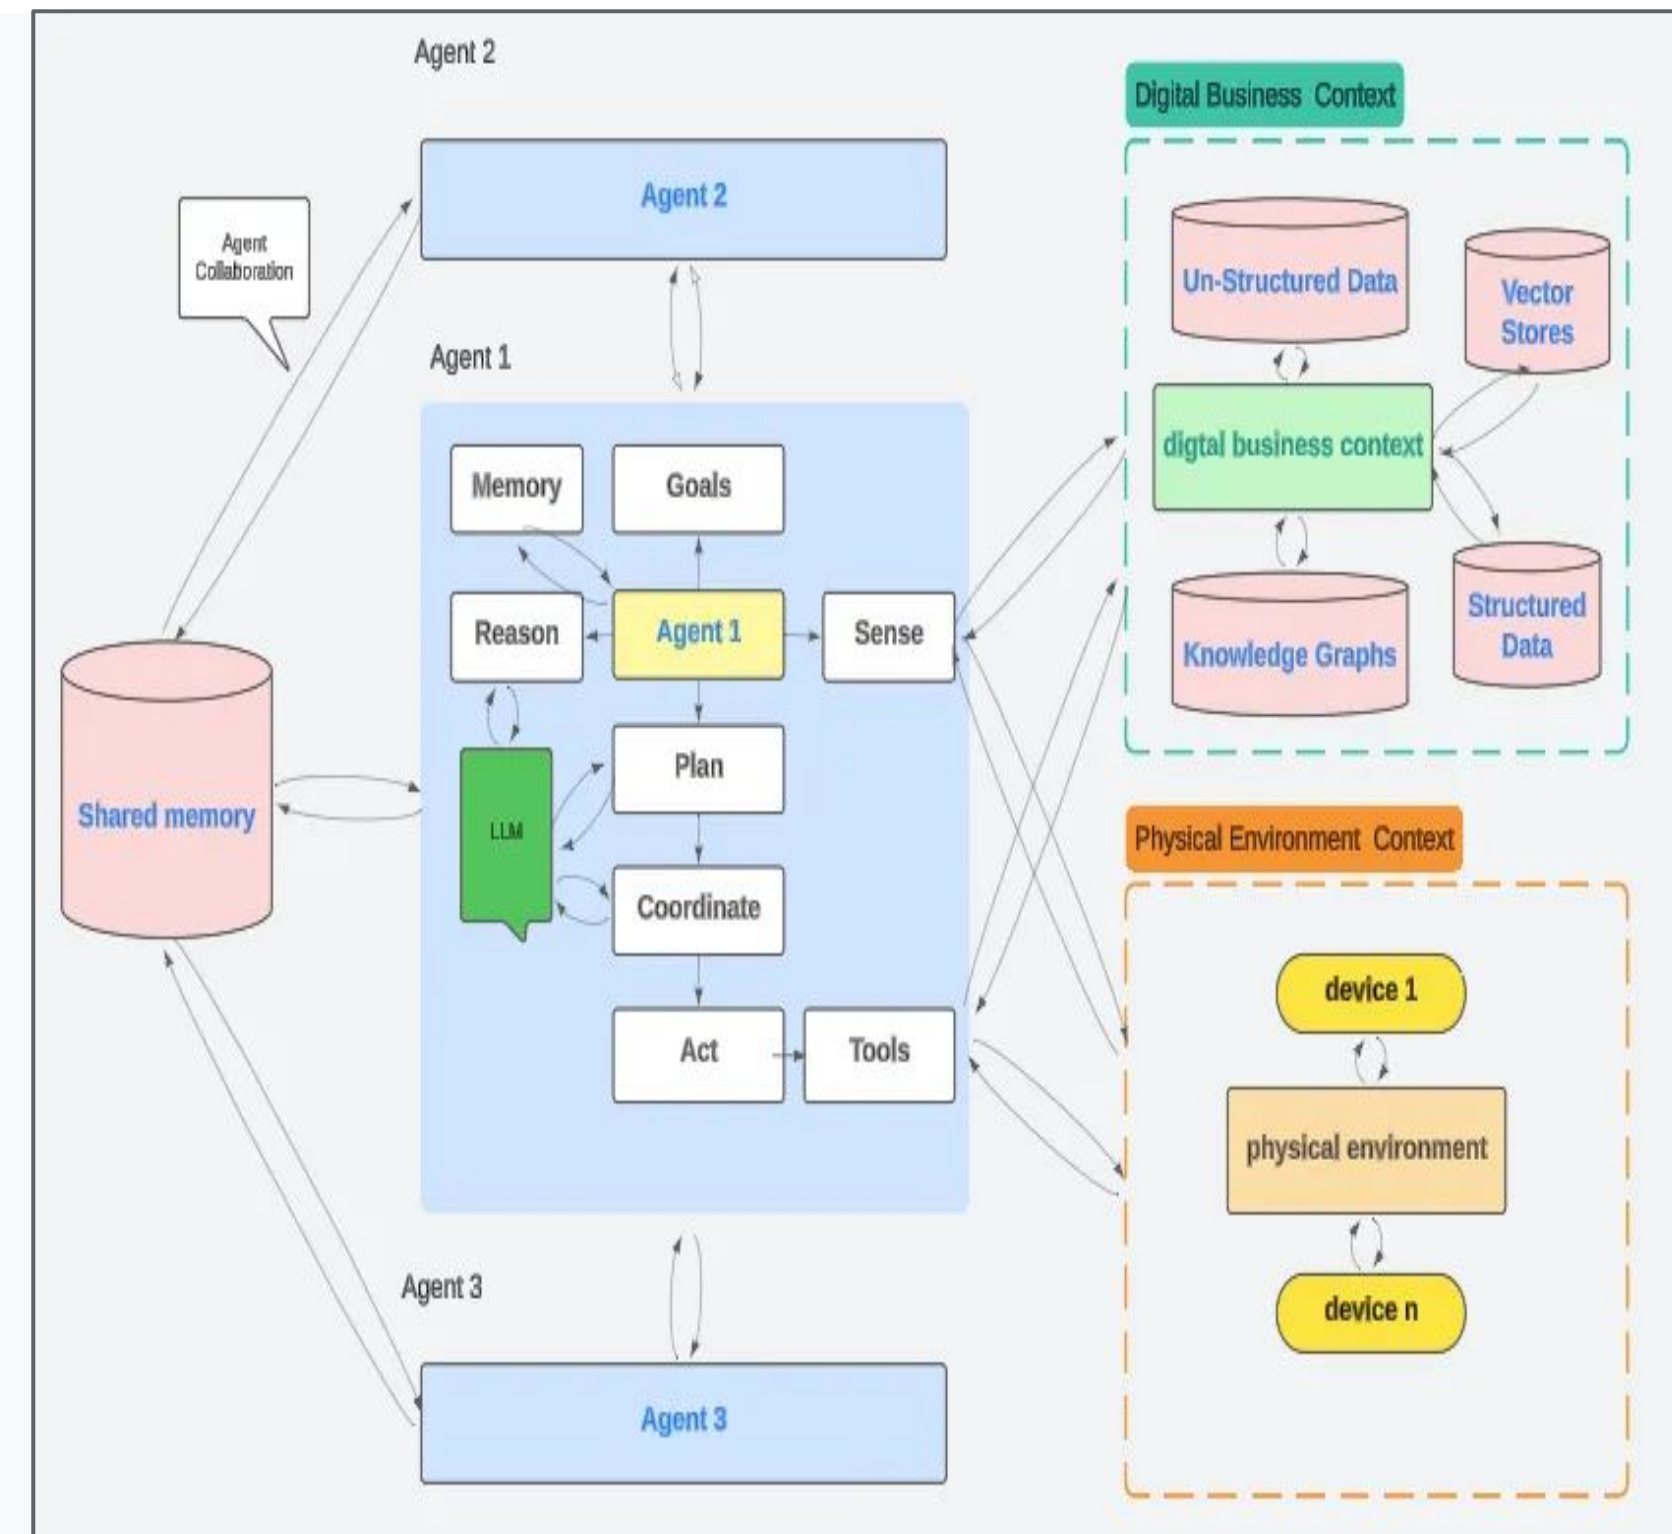 Agent 2
Agent 2
Agent
Collaboration
Shared memory
Agent 1
Memory
Goals
Reason
Agent 1
Sense
Plan
LLM
Coordinate
Act
Tools
Agent 3
Agent 3
Digital Business Context
Un-Structured Data
Vector
Stores
digtal business context
Knowledge Graphs
Structured
Data
Physical Environment Context
device 1
physical environment
device n